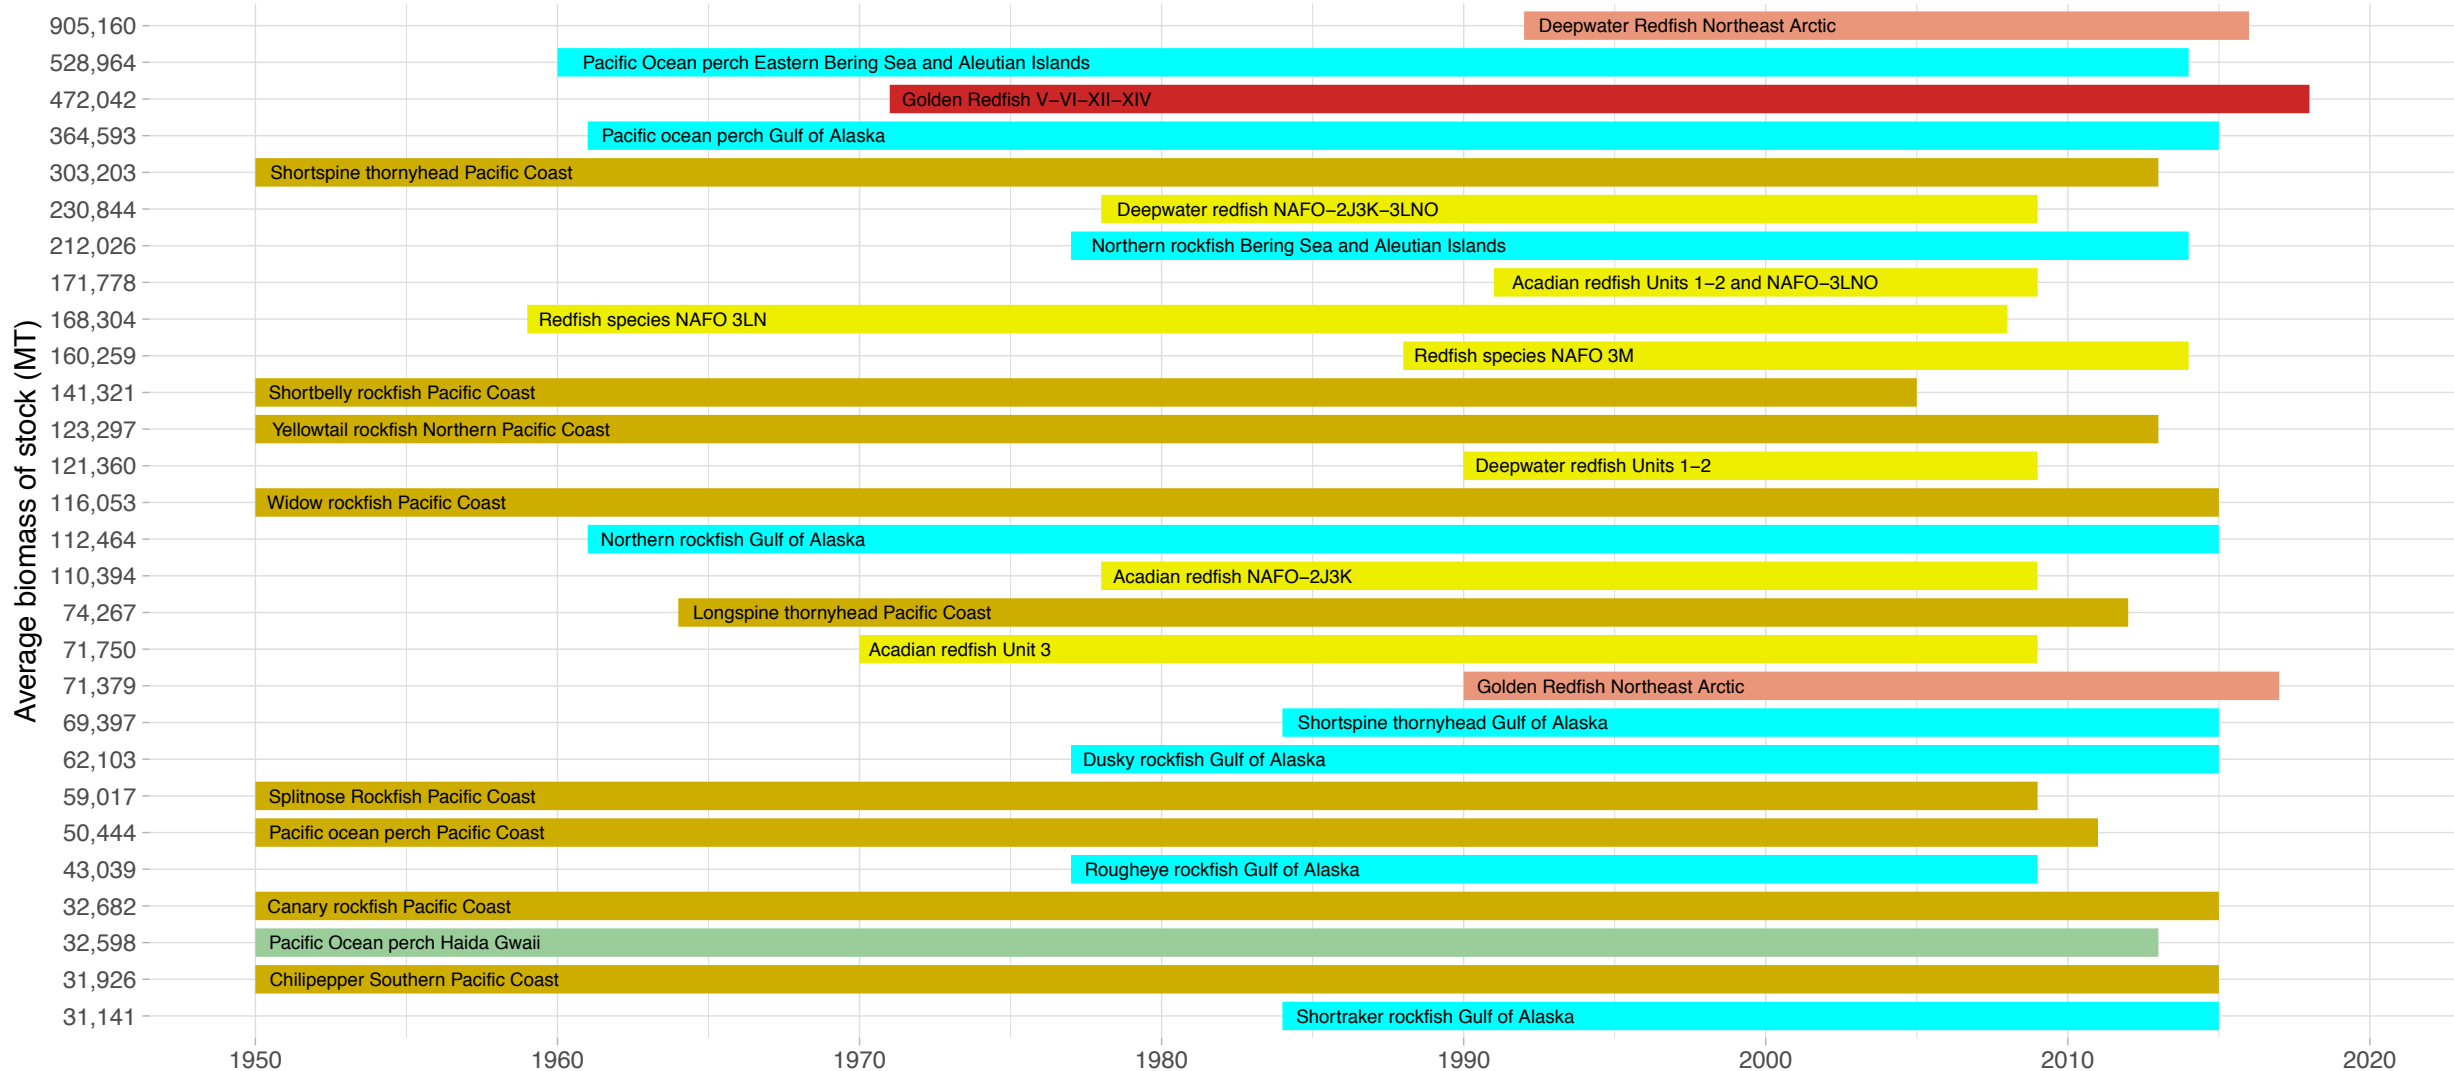 905,160 Deepwater Redfish Northeast Arctic
528,964 Pacific Ocean perch Eastern Bering Sea and Aleutian Islands
472,042 Golden Redfish V−VI−XII−XIV
364,593 Pacific ocean perch Gulf of Alaska
303,203 Shortspine thornyhead Pacific Coast
230,844 Deepwater redfish NAFO−2J3K−3LNO
212,026 Northern rockfish Bering Sea and Aleutian Islands
171,778 Acadian redfish Units 1−2 and NAFO−3LNO
168,304 Redfish species NAFO 3LN
160,259 Redfish species NAFO 3M
141,321 Shortbelly rockfish Pacific Coast
123,297 Yellowtail rockfish Northern Pacific Coast
121,360 Deepwater redfish Units 1−2
116,053 Widow rockfish Pacific Coast
112,464 Northern rockfish Gulf of Alaska
110,394 Acadian redfish NAFO−2J3K
74,267 Longspine thornyhead Pacific Coast
71,750 Acadian redfish Unit 3
71,379 Golden Redfish Northeast Arctic
69,397 Shortspine thornyhead Gulf of Alaska
62,103 Dusky rockfish Gulf of Alaska
59,017 Splitnose Rockfish Pacific Coast
50,444 Pacific ocean perch Pacific Coast
43,039 Rougheye rockfish Gulf of Alaska
32,682 Canary rockfish Pacific Coast
32,598 Pacific Ocean perch Haida Gwaii
31,926 Chilipepper Southern Pacific Coast
31,141 Shortraker rockfish Gulf of Alaska
Average biomass of stock (MT)
1950 1960 1970 1980 1990 2000 2010 2020